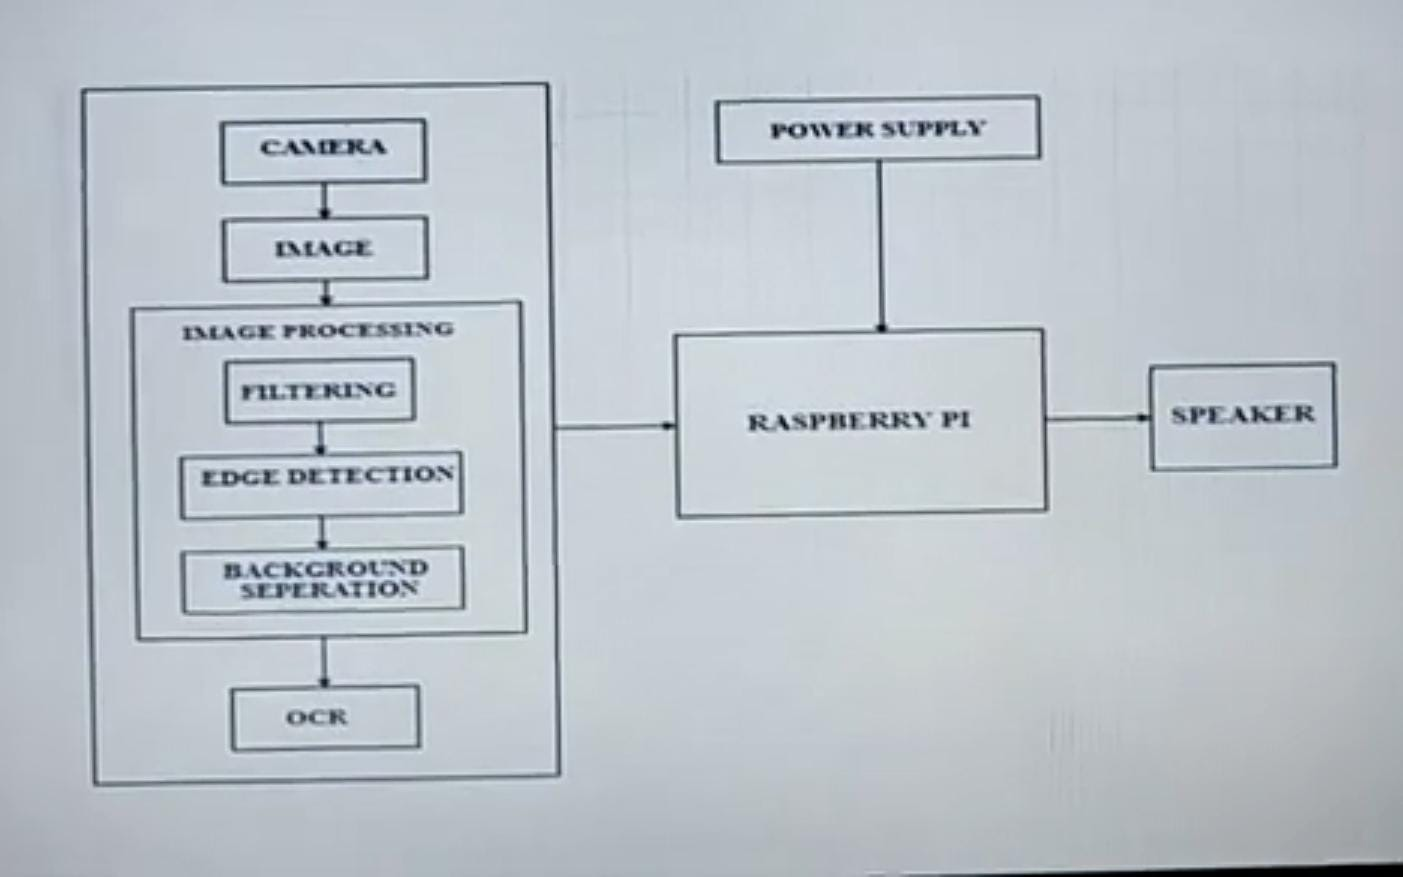 CAMERA
IMAGE
IMAGE PROCESSING
FILTERING
EDGE DETECTION
BACKGROUND
SEPERATION
OCR
POWER SUPPLY
RASPBERRY PI
SPEAKER